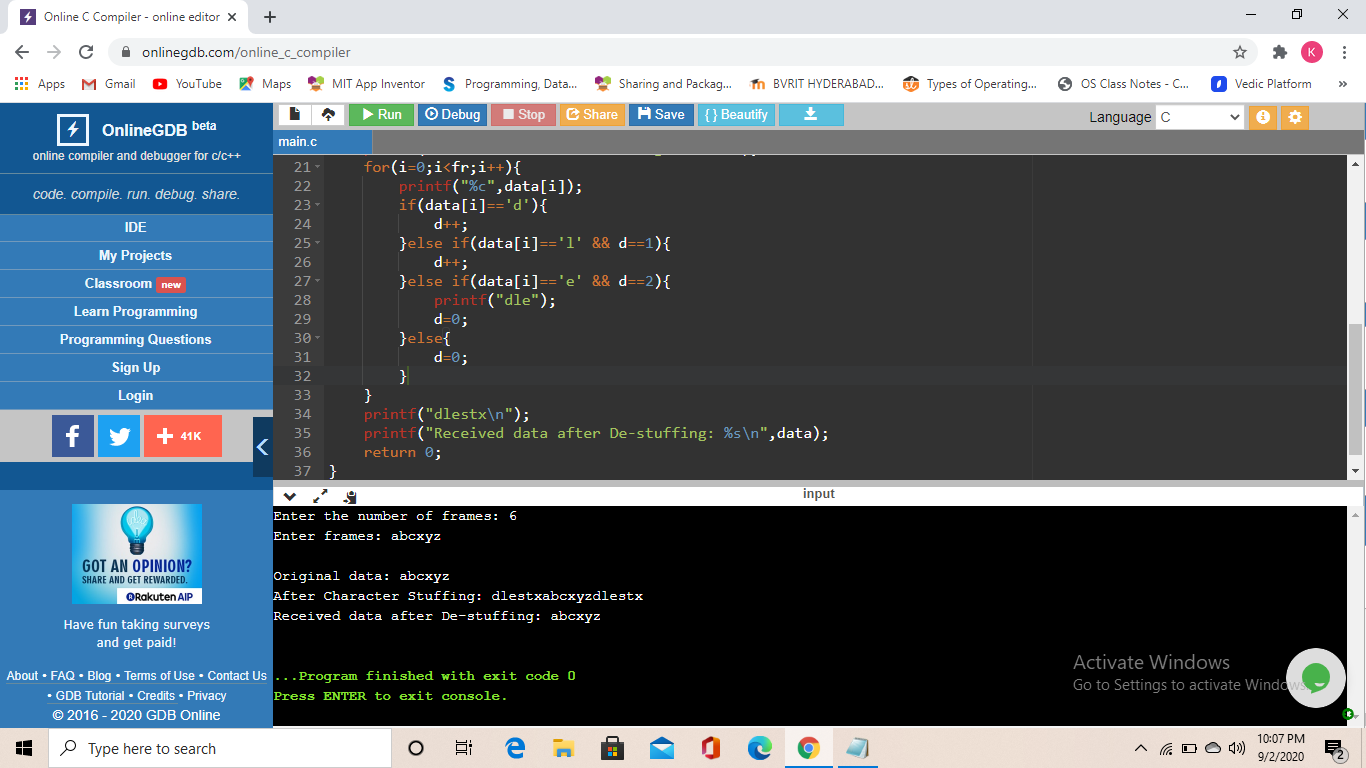 Online C Compiler - online editor
onlinegdb.com/online_c_compiler
K
Apps Gmail YouTube Maps MIT App Inventor Programming, Data... Sharing and Packag... BVRIT HYDERABAD... Types of Operating... OS Class Notes - C... Vedic Platform »
OnlineGDB beta
online compiler and debugger for c/c++
code. compile. run. debug. share.
IDE
My Projects
Classroom new
Learn Programming
Programming Questions
Sign Up
Login
+ 41K
GOT AN OPINION?
SHARE AND GET REWARDED.
Rakuten AIP
Have fun taking surveys
and get paid!
About • FAQ • Blog • Terms of Use • Contact Us
• GDB Tutorial • Credits • Privacy
© 2016 - 2020 GDB Online
Run Debug Stop Share Save { } Beautify
Language C
main.c
21 for(i=0;i<fr;i++){
22 printf("%c",data[i]);
23 if(data[i]=='d'){
24 d++;
25 }else if(data[i]=='l' && d==1){
26 d++;
27 }else if(data[i]=='e' && d==2){
28 printf("dle");
29 d=0;
30 }else{
31 d=0;
32 }
33 }
34 printf("dlestx\n");
35 printf("Received data after De-stuffing: %s\n",data);
36 return 0;
37 }
input
Enter the number of frames: 6
Enter frames: abcxyz
Original data: abcxyz
After Character Stuffing: dlestxabcxyzdlestx
Received data after De-stuffing: abcxyz
...Program finished with exit code 0
Press ENTER to exit console.
Activate Windows
Go to Settings to activate Windows.
Type here to search
10:07 PM
9/2/2020
2